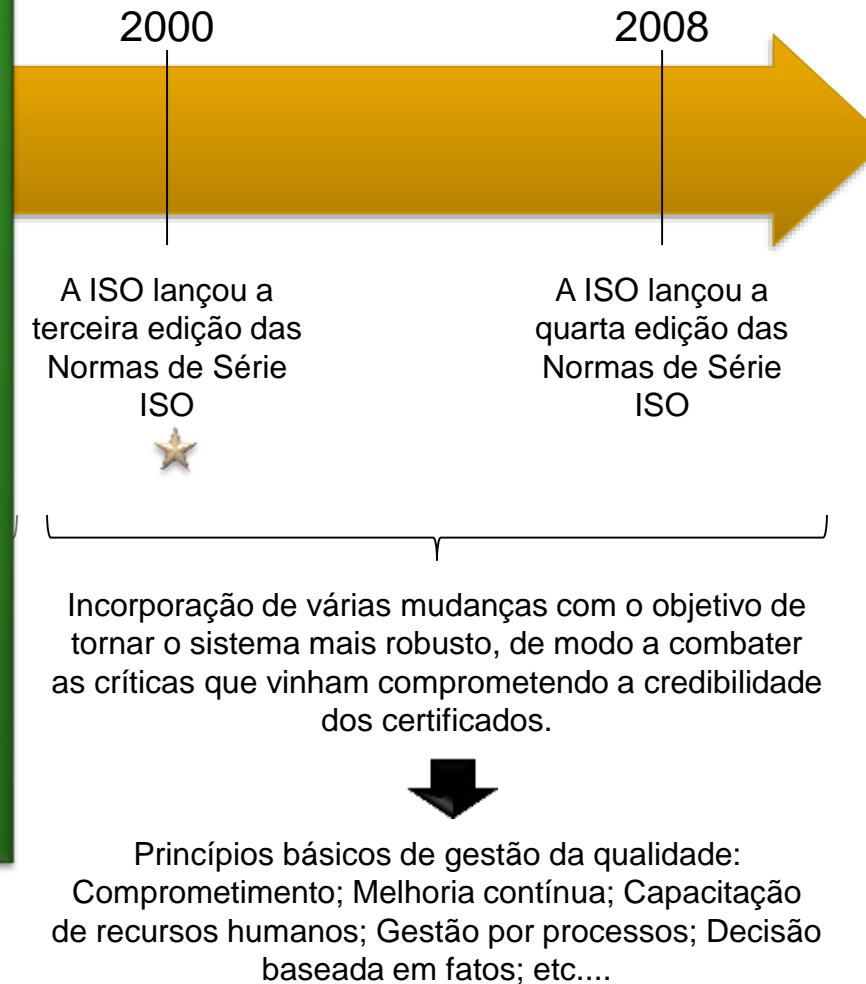 2000
2008
A ISO lançou a
terceira edição das
Normas de Série
ISO
A ISO lançou a
quarta edição das
Normas de Série
ISO
Incorporação de várias mudanças com o objetivo de
tornar o sistema mais robusto, de modo a combater
as críticas que vinham comprometendo a credibilidade
dos certificados.
Princípios básicos de gestão da qualidade:
Comprometimento; Melhoria contínua; Capacitação
de recursos humanos; Gestão por processos; Decisão
baseada em fatos; etc....